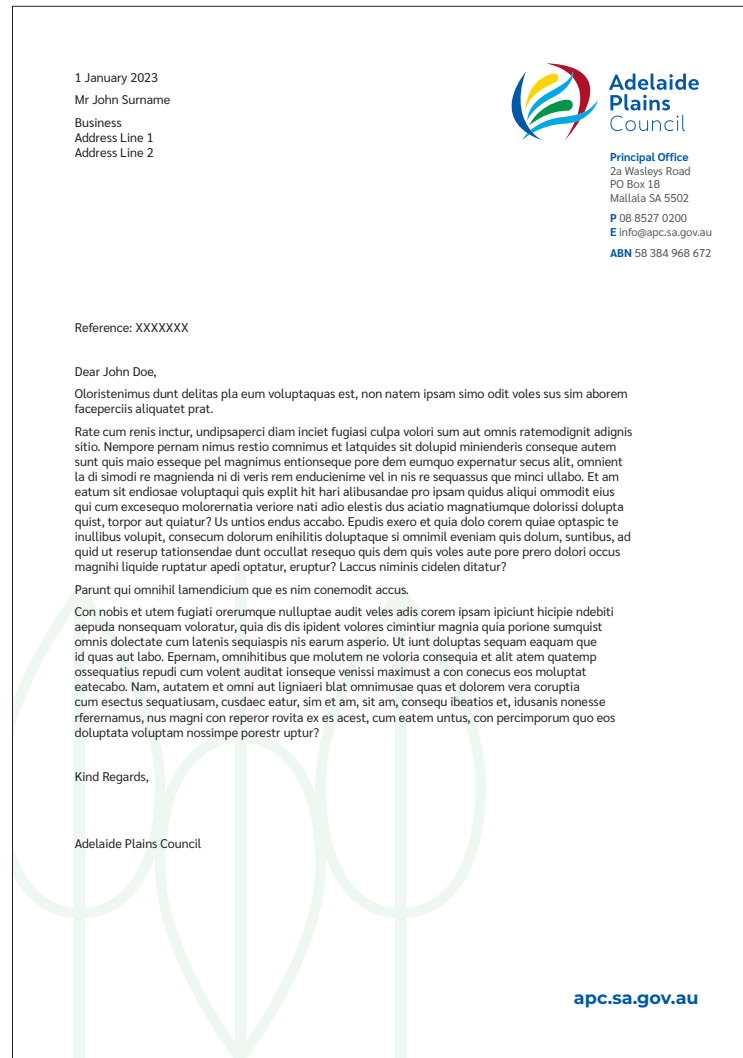 1 January 2023
Mr John Surname
Business
Address Line 1
Address Line 2
Adelaide
Plains
Council
Principal Office
2a Wasleys Road
PO Box 18
Mallala SA 5502
P 08 8527 0200
E info@apc.sa.gov.au
ABN 58 384 968 672
Reference: XXXXXXX
Dear John Doe,
Oloristenimus dunt delitas pla eum voluptaquas est, non natem ipsam simo odit voles sus sim aborem
faceperciis aliquatet prat.
Rate cum renis inctur, undipsaperci diam inciet fugiasi culpa volori sum aut omnis ratemodignit adignis
sitio. Nempore pernam nimus restio comnimus et latquides sit dolupid minienderis conseque autem
sunt quis maio esseque pel magnimus entionseque pore dem eumquo expernatur secus alit, omnient
la di simodi re magnienda ni di veris rem enducienime vel in nis re sequassus que minci ullabo. Et am
eatum sit endiosae voluptaqui quis explit hit hari alibusandae pro ipsam quidus aliqui ommodit eius
qui cum excesequo molorernatia veriore nati adio elestis dus aciatio magnatiumque dolorissi dolupta
quist, torpor aut quiatur? Us untios endus accabo. Epudis exero et quia dolo corem quiae optaspic te
inullibus volupit, consecum dolorum enihilitis doluptaque si omnimil eveniam quis dolum, suntibus, ad
quid ut reserup tationsendae dunt occullat resequo quis dem quis voles aute pore prero dolori occus
magnihi liquide ruptatur apedi optatur, eruptur? Laccus niminis cidelen ditatur?
Parunt qui omnihil lamendicium que es nim conemodit accus.
Con nobis et utem fugiati orerumque nulluptae audit veles adis corem ipsam ipiciunt hicipie ndebiti
aepuda nonsequam voloratur, quia dis dis ipident volores cimintiur magnia quia porione sumquist
omnis dolectate cum latenis sequiaspis nis earum asperio. Ut iunt doluptas sequam eaquam que
id quas aut labo. Epernam, omnihitibus que molutem ne voloria consequia et alit atem quatemp
ossequatius repudi cum volent auditat ionseque venissi maximust a con conecus eos moluptat
eatecabo. Nam, autatem et omni aut ligniaeri blat omnimusae quas et dolorem vera coruptia
cum esectus sequatiusam, cusdaec eatur, sim et am, sit am, consequ ibeatios et, idusanis nonesse
rferernamus, nus magni con reperor rovita ex es acest, cum eatem untus, con percimporum quo eos
doluptata voluptam nossimpe porestr uptur?
Kind Regards,
Adelaide Plains Council
apc.sa.gov.au